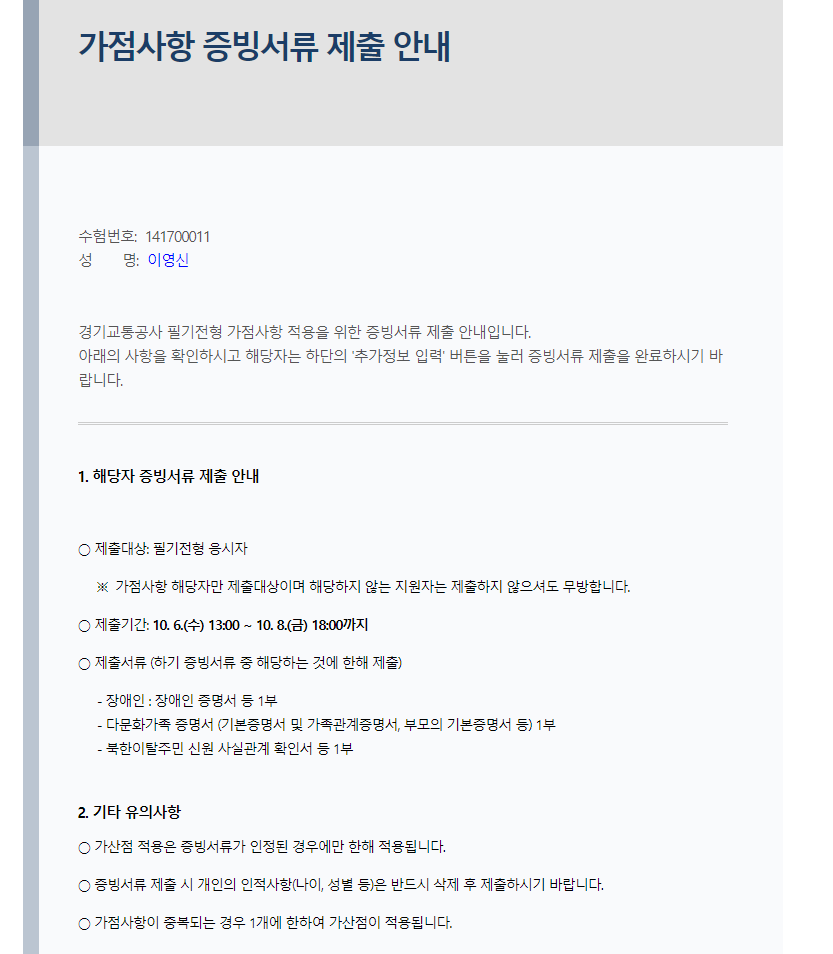 가점사항 증빙서류 제출 안내
수험번호: 141700011
성 명: 이영신
경기교통공사 필기전형 가점사항 적용을 위한 증빙서류 제출 안내입니다.
아래의 사항을 확인하시고 해당자는 하단의 '추가정보 입력' 버튼을 눌러 증빙서류 제출을 완료하시기 바
랍니다.
1. 해당자 증빙서류 제출 안내
○ 제출대상: 필기전형 응시자
※ 가점사항 해당자만 제출대상이며 해당하지 않는 지원자는 제출하지 않으셔도 무방합니다.
○ 제출기간: 10. 6.(수) 13:00 ~ 10. 8.(금) 18:00까지
○ 제출서류 (하기 증빙서류 중 해당하는 것에 한해 제출)
- 장애인 : 장애인 증명서 등 1부
- 다문화가족 증명서 (기본증명서 및 가족관계증명서, 부모의 기본증명서 등) 1부
- 북한이탈주민 신원 사실관계 확인서 등 1부
2. 기타 유의사항
○ 가산점 적용은 증빙서류가 인정된 경우에만 한해 적용됩니다.
○ 증빙서류 제출 시 개인의 인적사항(나이, 성별 등)은 반드시 삭제 후 제출하시기 바랍니다.
○ 가점사항이 중복되는 경우 1개에 한하여 가산점이 적용됩니다.